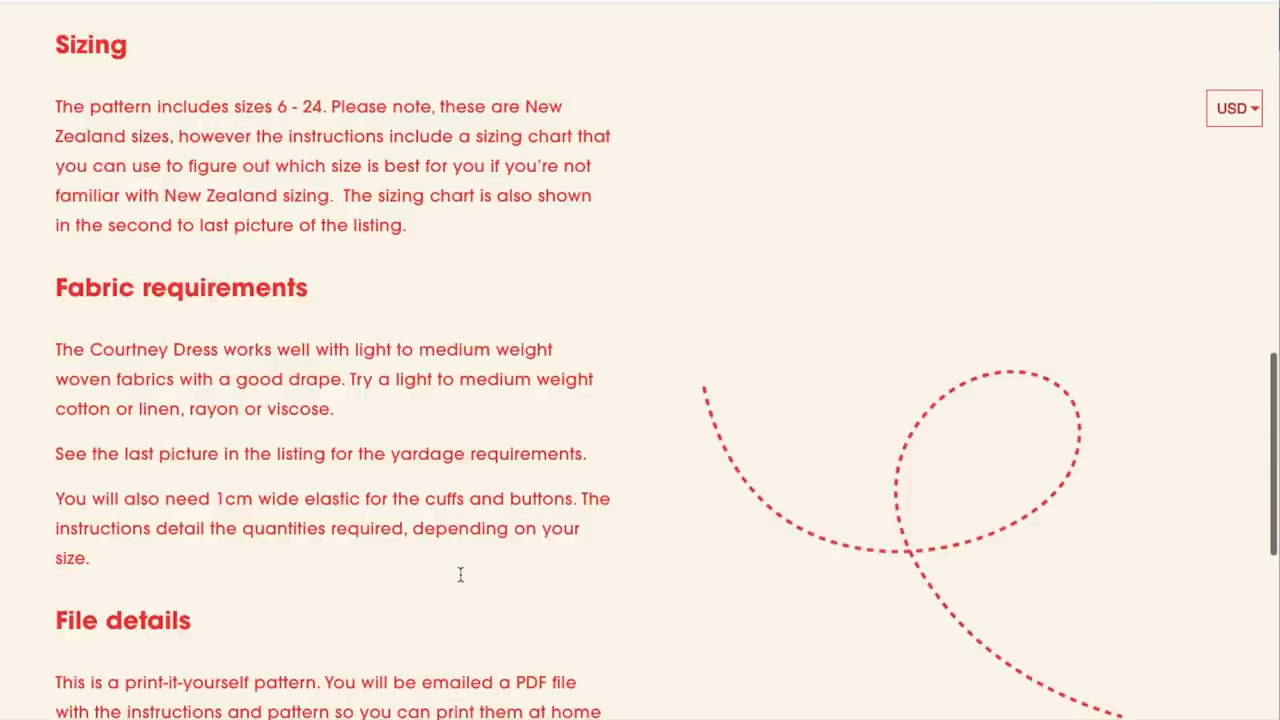 Sizing
The pattern includes sizes 6 - 24. Please note, these are New
Zealand sizes, however the instructions include a sizing chart that
you can use to figure out which size is best for you if you're not
familiar with New Zealand sizing.  The sizing chart is also shown
in the second to last picture of the listing.
USD
Fabric requirements
The Courtney Dress works well with light to medium weight
woven fabrics with a good drape. Try a light to medium weight
cotton or linen, rayon or viscose.
See the last picture in the listing for the yardage requirements.
You will also need 1cm wide elastic for the cuffs and buttons. The
instructions detail the quantities required, depending on your
size.
File details
This is a print-it-yourself pattern. You will be emailed a PDF file
with the instructions and pattern so you can print them at home